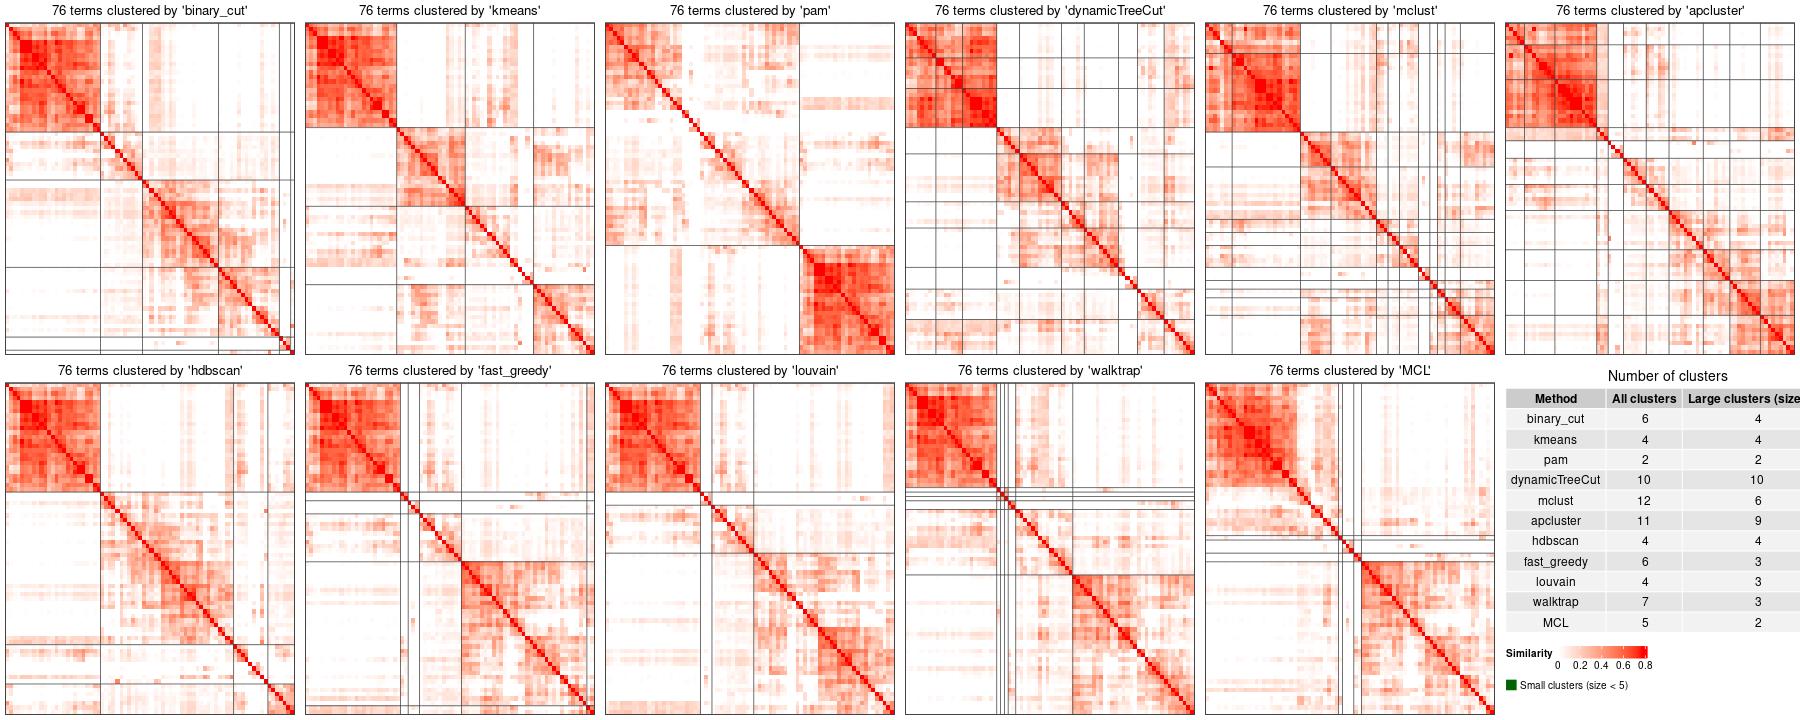 76 terms clustered by 'binary_cut'
76 terms clustered by 'kmeans'
76 terms clustered by 'pam'
76 terms clustered by 'dynamicTreeCut'
76 terms clustered by 'mclust'
76 terms clustered by 'apcluster'
76 terms clustered by 'hdbscan'
76 terms clustered by 'fast_greedy'
76 terms clustered by 'louvain'
76 terms clustered by 'walktrap'
76 terms clustered by 'MCL'
Number of clusters
Method All clusters Large clusters (size
binary_cut 6 4
kmeans 4 4
pam 2 2
dynamicTreeCut 10 10
mclust 12 6
apcluster 11 9
hdbscan 4 4
fast_greedy 6 3
louvain 4 3
walktrap 7 3
MCL 5 2
Similarity
0 0.2 0.4 0.6 0.8
Small clusters (size < 5)